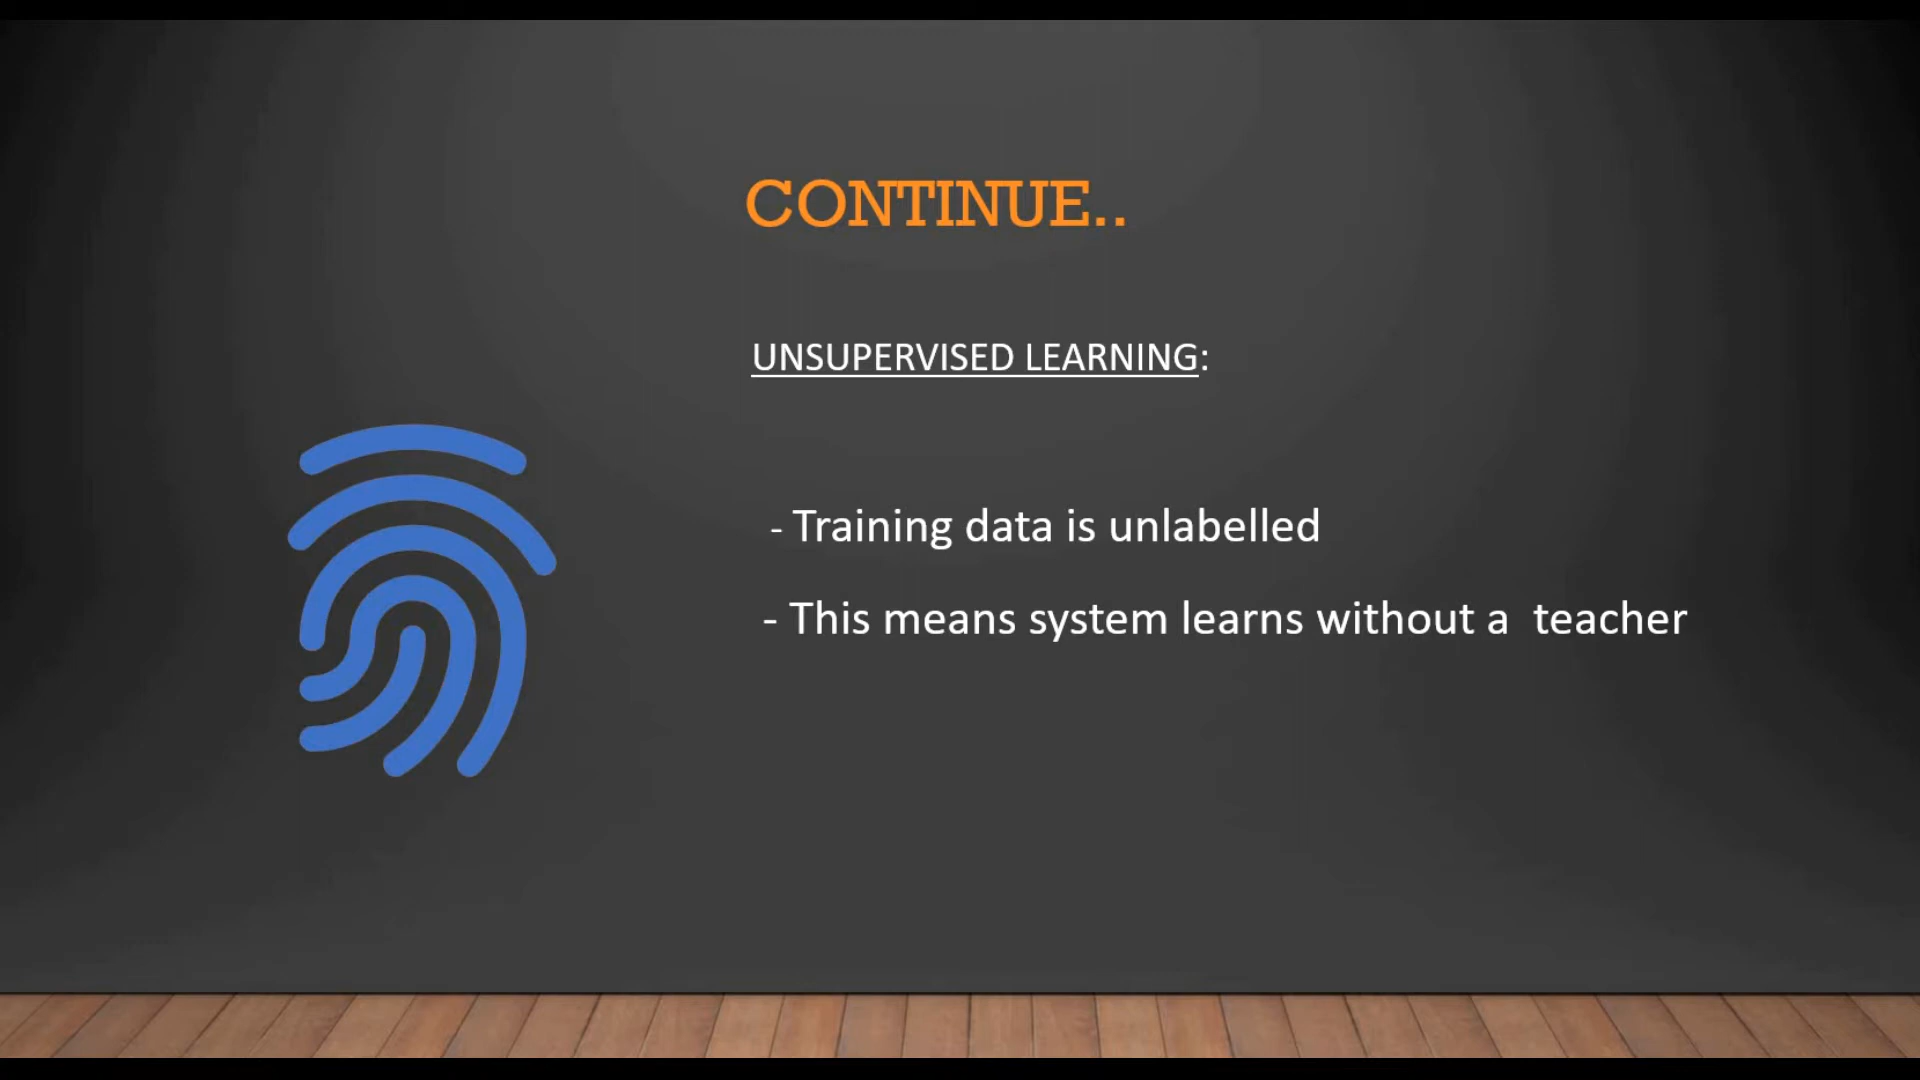 CONTINUE..
UNSUPERVISED LEARNING:
- Training data is unlabelled
- This means system learns without a  teacher